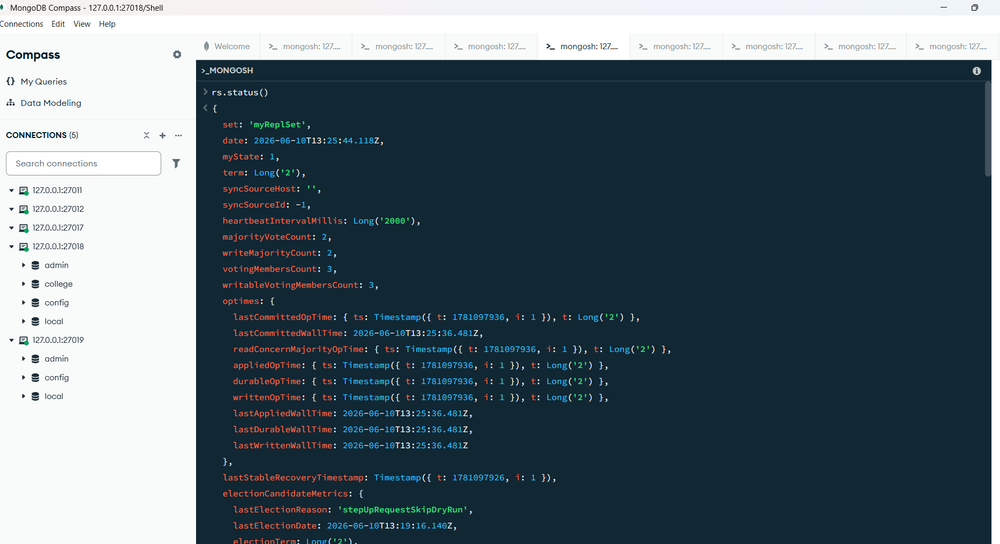 MongoDB Compass - 127.0.0.1:27018/Shell
Connections Edit View Help
Welcome
mongosh: 127....
mongosh: 127....
mongosh: 127....
mongosh: 127....
mongosh: 127....
mongosh: 127....
mongosh: 127....
mongosh: 127....
Compass
My Queries
Data Modeling
CONNECTIONS (5)
Search connections
127.0.0.1:27011
127.0.0.1:27012
127.0.0.1:27017
127.0.0.1:27018
admin
college
config
local
127.0.0.1:27019
admin
config
local
>_MONGOSH
> rs.status()
< {
set: 'myReplSet',
date: 2026-06-10T13:25:44.118Z,
myState: 1,
term: Long('2'),
syncSourceHost: '',
syncSourceId: -1,
heartbeatIntervalMillis: Long('2000'),
majorityVoteCount: 2,
writeMajorityCount: 2,
votingMembersCount: 3,
writableVotingMembersCount: 3,
optimes: {
lastCommittedOpTime: { ts: Timestamp({ t: 1781097936, i: 1 }), t: Long('2') },
lastCommittedWallTime: 2026-06-10T13:25:36.481Z,
readConcernMajorityOpTime: { ts: Timestamp({ t: 1781097936, i: 1 }), t: Long('2') },
appliedOpTime: { ts: Timestamp({ t: 1781097936, i: 1 }), t: Long('2') },
durableOpTime: { ts: Timestamp({ t: 1781097936, i: 1 }), t: Long('2') },
writtenOpTime: { ts: Timestamp({ t: 1781097936, i: 1 }), t: Long('2') },
lastAppliedWallTime: 2026-06-10T13:25:36.481Z,
lastDurableWallTime: 2026-06-10T13:25:36.481Z,
lastWrittenWallTime: 2026-06-10T13:25:36.481Z
},
lastStableRecoveryTimestamp: Timestamp({ t: 1781097926, i: 1 }),
electionCandidateMetrics: {
lastElectionReason: 'stepUpRequestSkipDryRun',
lastElectionDate: 2026-06-10T13:19:16.140Z,
electionTerm: Long('2'),